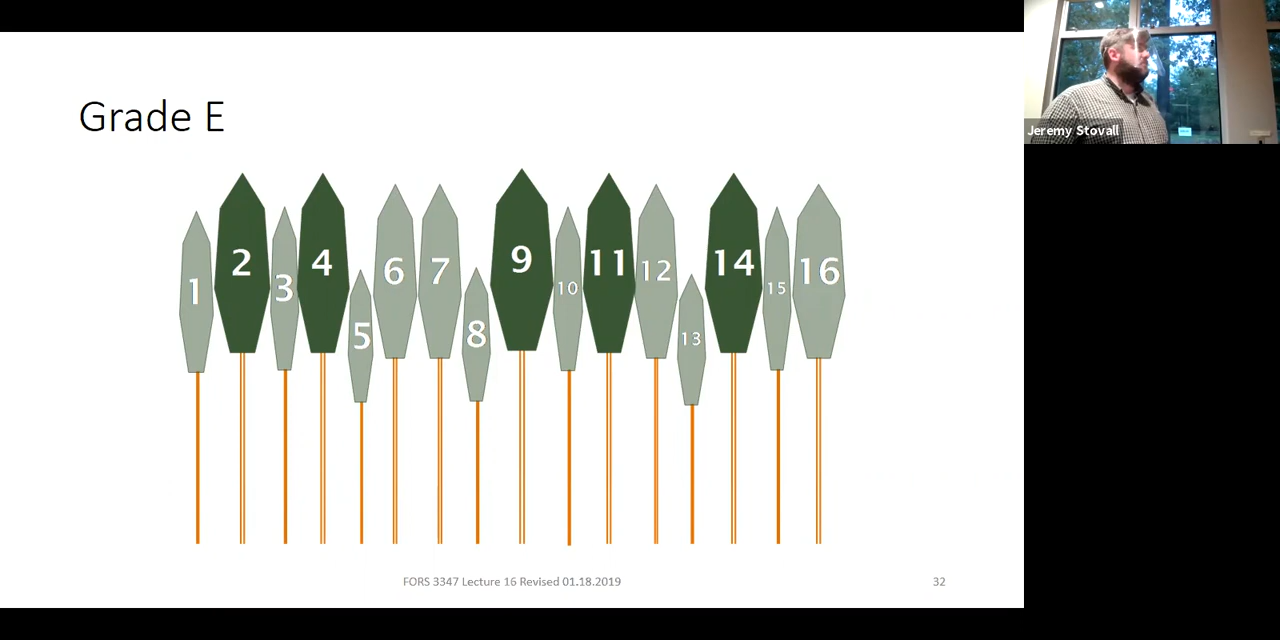 Grade E
1 2 3 4 5 6 7 8 9 10 11 12 13 14 15 16
FORS 3347 Lecture 16 Revised 01.18.2019
32
Jeremy Stovall